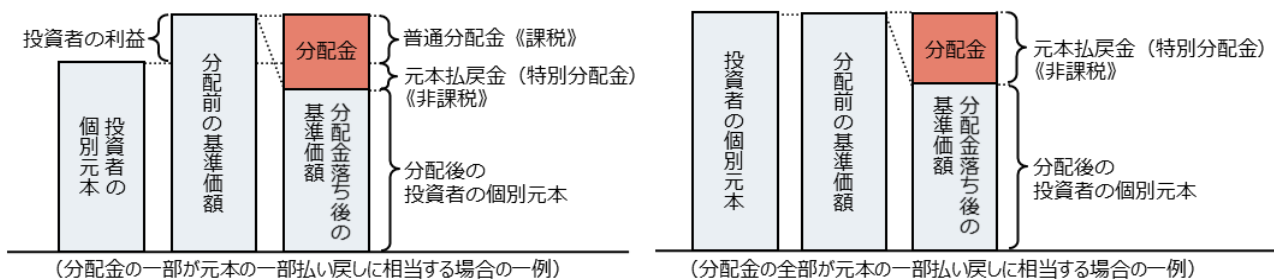 投資者の利益
投資者の
個別元本
分配前の基準価額
分配金
分配金落ち後の
基準価額
普通分配金《課税》
元本払戻金(特別分配金)
《非課税》
分配後の
投資者の個別元本
(分配金の一部が元本の一部払い戻しに相当する場合の一例)
投資者の個別元本
分配前の基準価額
分配金
分配金落ち後の
基準価額
元本払戻金(特別分配金)
《非課税》
分配後の
投資者の個別元本
(分配金の全部が元本の一部払い戻しに相当する場合の一例)